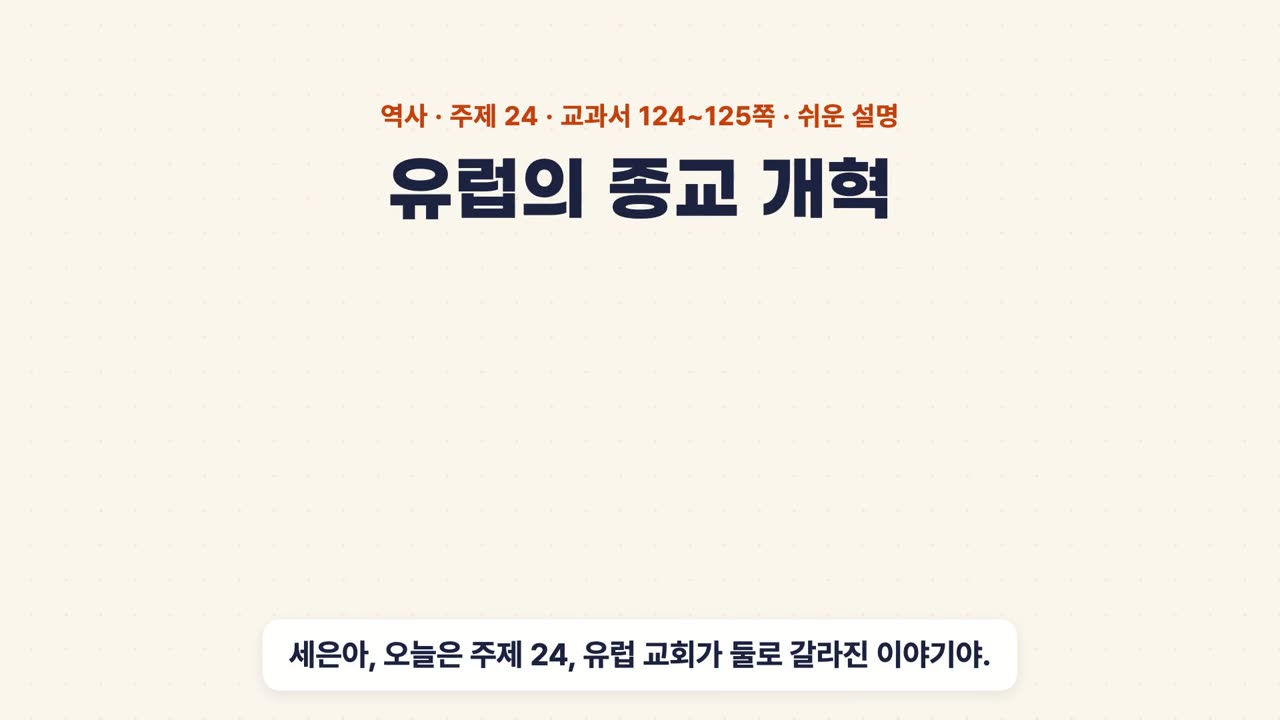 역사 · 주제 24 · 교과서 124~125쪽 · 쉬운 설명
유럽의 종교 개혁
세은아, 오늘은 주제 24, 유럽 교회가 둘로 갈라진 이야기야.